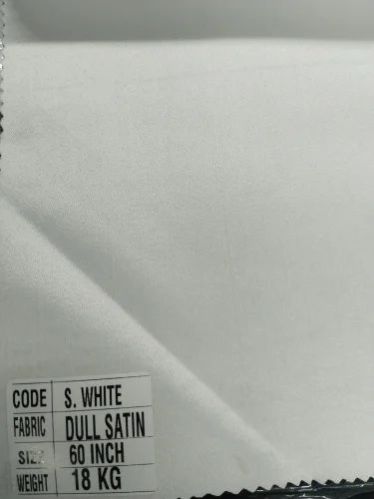 CODE S. WHITE
FABRIC DULL SATIN
SIZE 60 INCH
WEIGHT 18 KG